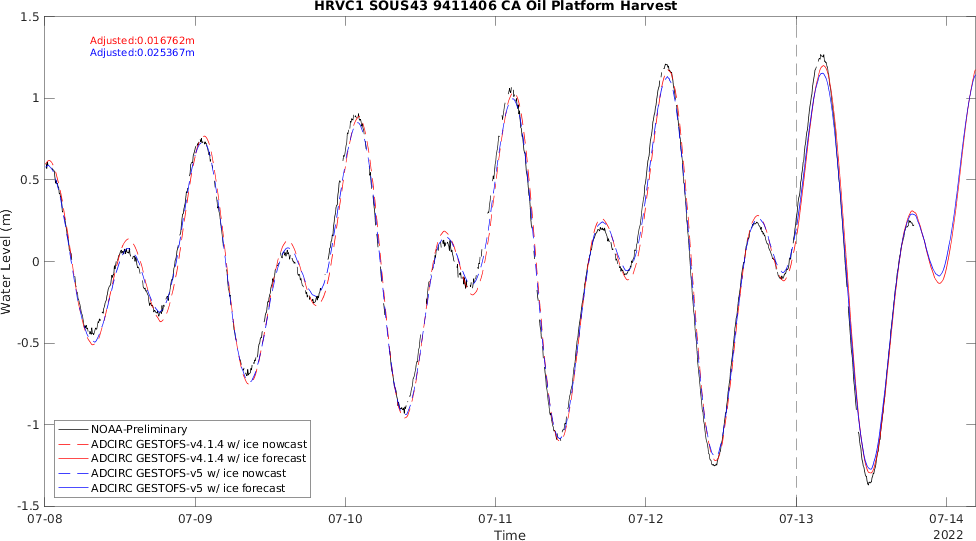 HRVC1 SOUS43 9411406 CA Oil Platform Harvest
1.5
Adjusted:0.016762m
Adjusted:0.025367m
1
0.5
Water Level (m)
0
-0.5
-1
-1.5
NOAA-Preliminary
ADCIRC GESTOFS-v4.1.4 w/ ice nowcast
ADCIRC GESTOFS-v4.1.4 w/ ice forecast
ADCIRC GESTOFS-v5 w/ ice nowcast
ADCIRC GESTOFS-v5 w/ ice forecast
07-08 07-09 07-10 07-11 07-12 07-13 07-14
Time
2022